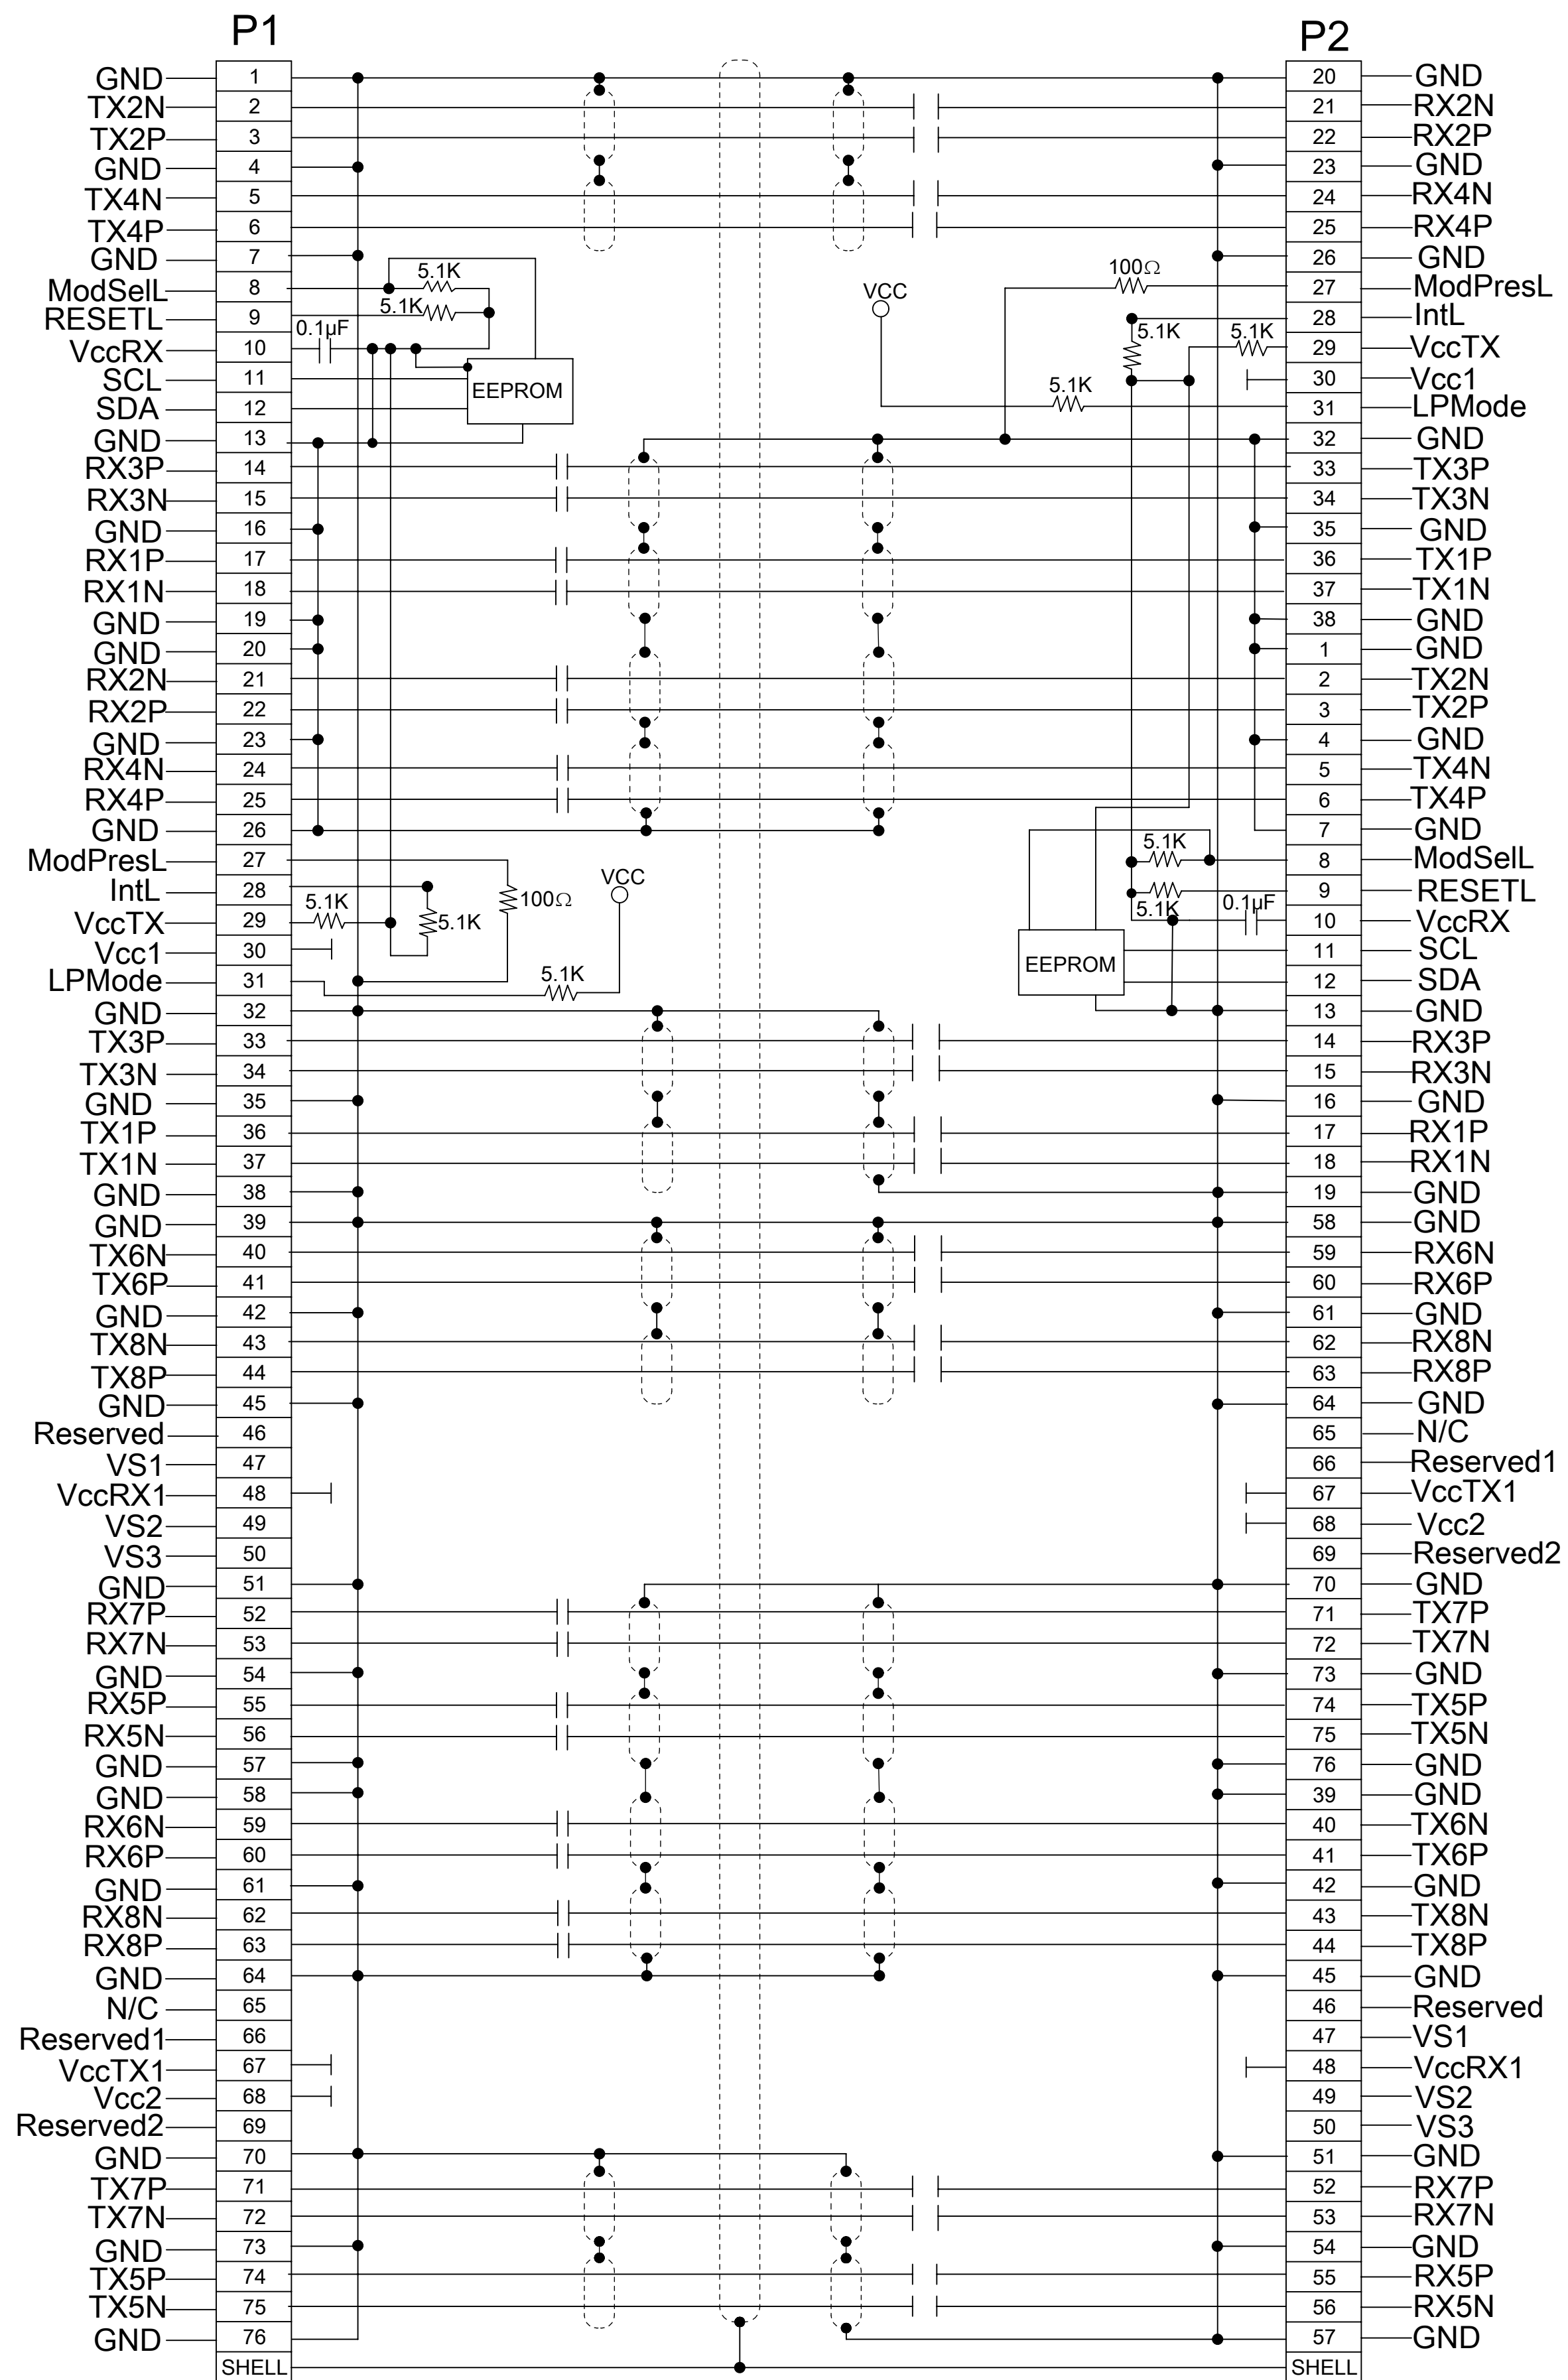 P1 P2
GND 1 20 GND
TX2N 2 21 RX2N
TX2P 3 22 RX2P
GND 4 23 GND
TX4N 5 24 RX4N
TX4P 6 25 RX4P
GND 7 26 GND
ModSelL 8 5.1K 100Ω 27 ModPresL
RESETL 9 5.1K VCC 28 IntL
VccRX 10 0.1μF 5.1K 5.1K 29 VccTX
SCL 11 30 Vcc1
SDA 12 EEPROM 5.1K 31 LPMode
GND 13 32 GND
RX3P 14 33 TX3P
RX3N 15 34 TX3N
GND 16 35 GND
RX1P 17 36 TX1P
RX1N 18 37 TX1N
GND 19 38 GND
GND 20 1 GND
RX2N 21 2 TX2N
RX2P 22 3 TX2P
GND 23 4 GND
RX4N 24 5 TX4N
RX4P 25 6 TX4P
GND 26 7 GND
ModPresL 27 5.1K 8 ModSelL
IntL 28 100Ω VCC 5.1K 9 RESETL
VccTX 29 5.1K 5.1K 0.1μF 10 VccRX
Vcc1 30 11 SCL
LPMode 31 5.1K EEPROM 12 SDA
GND 32 13 GND
TX3P 33 14 RX3P
TX3N 34 15 RX3N
GND 35 16 GND
TX1P 36 17 RX1P
TX1N 37 18 RX1N
GND 38 19 GND
GND 39 58 GND
TX6N 40 59 RX6N
TX6P 41 60 RX6P
GND 42 61 GND
TX8N 43 62 RX8N
TX8P 44 63 RX8P
GND 45 64 GND
Reserved 46 65 N/C
VS1 47 66 Reserved1
VccRX1 48 67 VccTX1
VS2 49 68 Vcc2
VS3 50 69 Reserved2
GND 51 70 GND
RX7P 52 71 TX7P
RX7N 53 72 TX7N
GND 54 73 GND
RX5P 55 74 TX5P
RX5N 56 75 TX5N
GND 57 76 GND
GND 58 39 GND
RX6N 59 40 TX6N
RX6P 60 41 TX6P
GND 61 42 GND
RX8N 62 43 TX8N
RX8P 63 44 TX8P
GND 64 45 GND
N/C 65 46 Reserved
Reserved1 66 47 VS1
VccTX1 67 48 VccRX1
Vcc2 68 49 VS2
Reserved2 69 50 VS3
GND 70 51 GND
TX7P 71 52 RX7P
TX7N 72 53 RX7N
GND 73 54 GND
TX5P 74 55 RX5P
TX5N 75 56 RX5N
GND 76 57 GND
SHELL SHELL